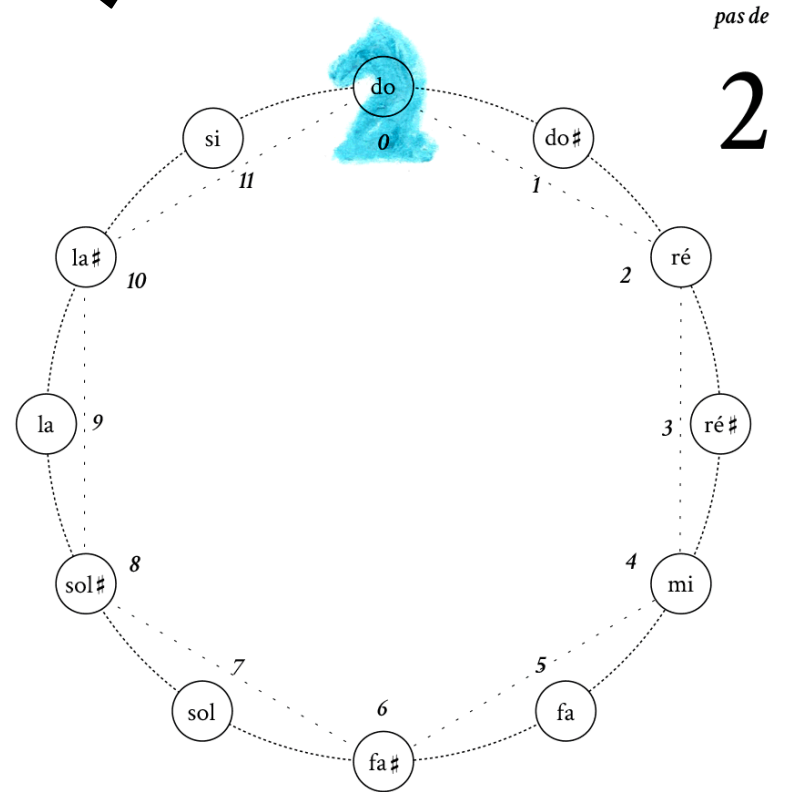 pas de
2
do
0
si
do♯
11
1
la♯
ré
10
2
la
9
3
ré♯
8
4
sol♯
mi
7
5
6
sol
fa
fa♯